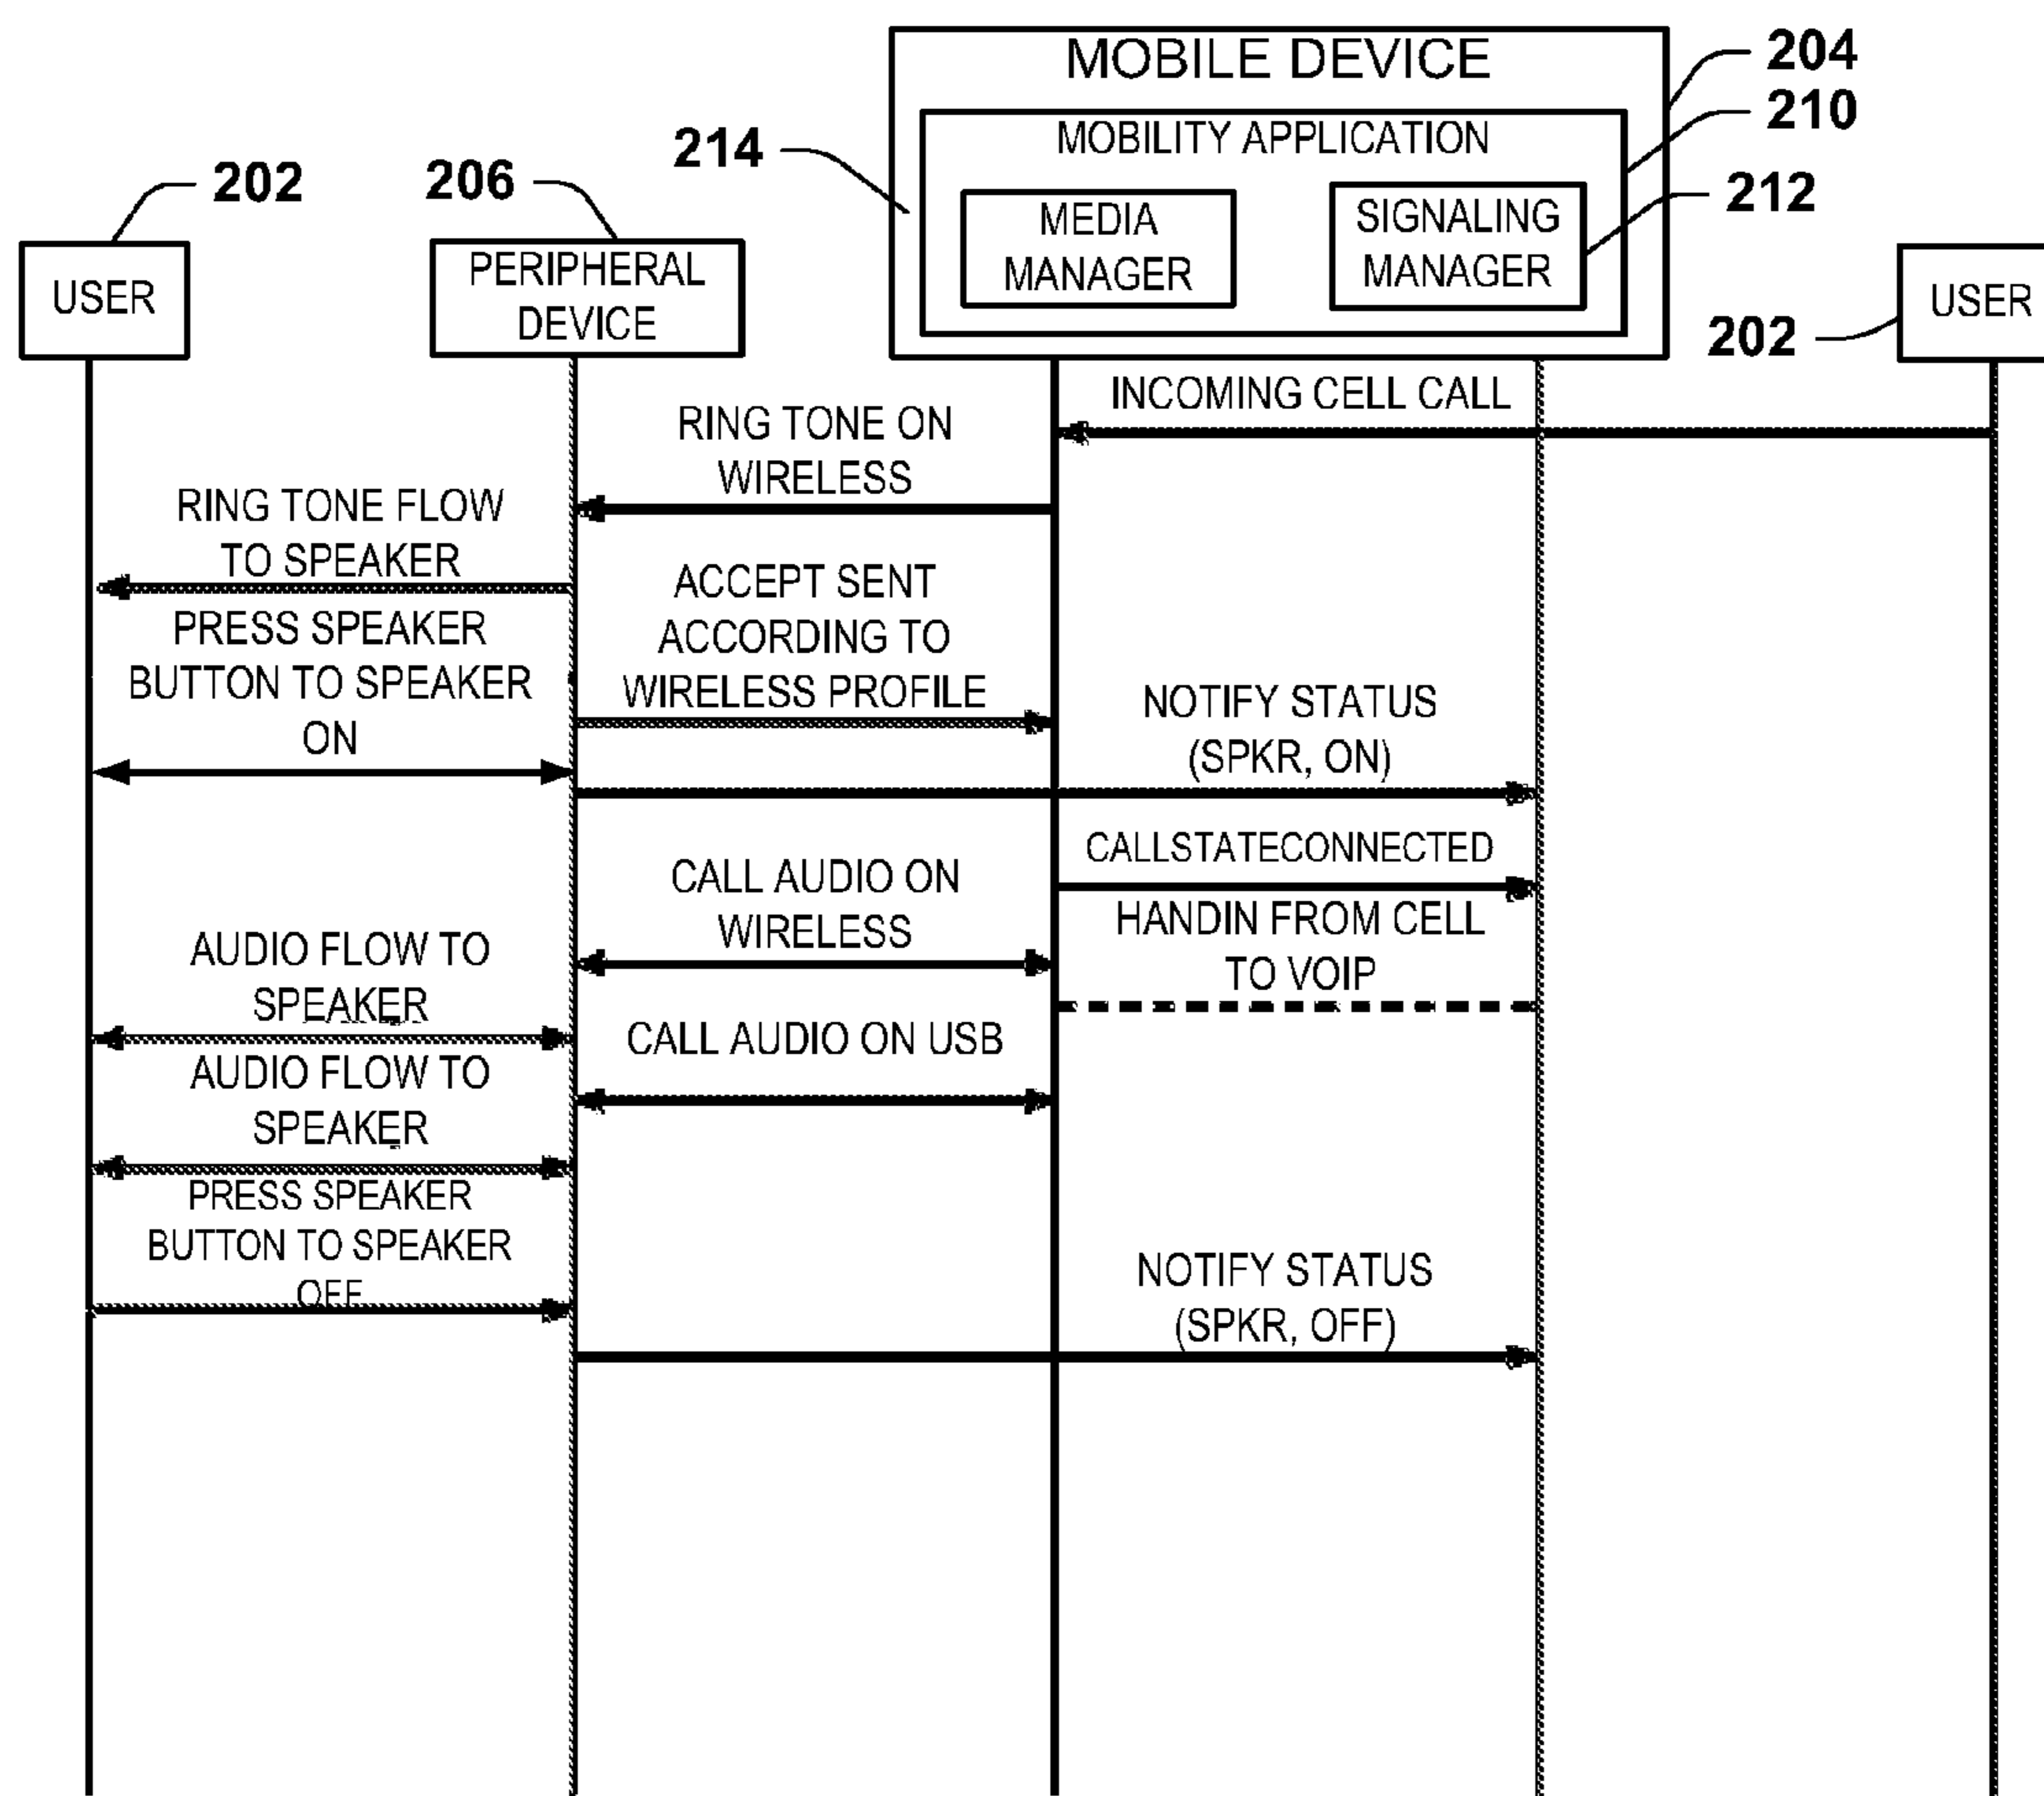 MOBILE DEVICE
204
210
MOBILITY APPLICATION
214
202
206
MEDIA
MANAGER
SIGNALING
MANAGER
212
USER
PERIPHERAL
DEVICE
USER
202
INCOMING CELL CALL
RING TONE ON
WIRELESS
RING TONE FLOW
TO SPEAKER
ACCEPT SENT
ACCORDING TO
WIRELESS PROFILE
PRESS SPEAKER
BUTTON TO SPEAKER
ON
NOTIFY STATUS
(SPKR, ON)
CALLSTATECONNECTED
CALL AUDIO ON
WIRELESS
HANDIN FROM CELL
TO VOIP
AUDIO FLOW TO
SPEAKER
CALL AUDIO ON USB
AUDIO FLOW TO
SPEAKER
PRESS SPEAKER
BUTTON TO SPEAKER
OFF
NOTIFY STATUS
(SPKR, OFF)